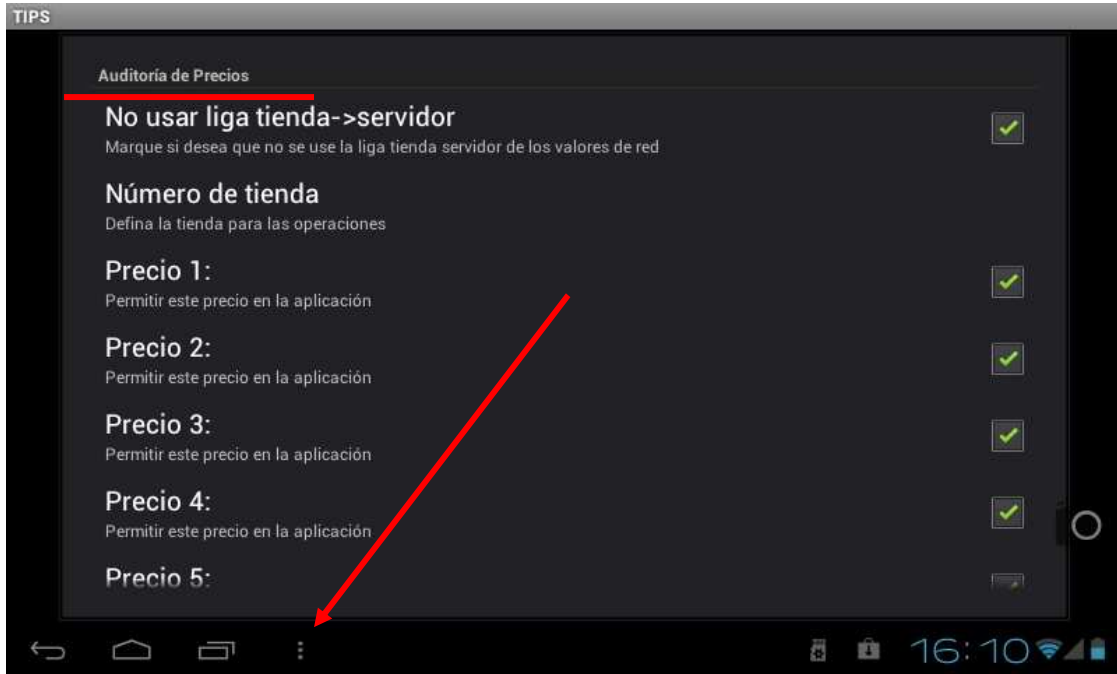 TIPS
Auditoría de Precios
No usar liga tienda->servidor
Marque si desea que no se use la liga tienda servidor de los valores de red
Número de tienda
Defina la tienda para las operaciones
Precio 1:
Permitir este precio en la aplicación
Precio 2:
Permitir este precio en la aplicación
Precio 3:
Permitir este precio en la aplicación
Precio 4:
Permitir este precio en la aplicación
Precio 5:
16:10